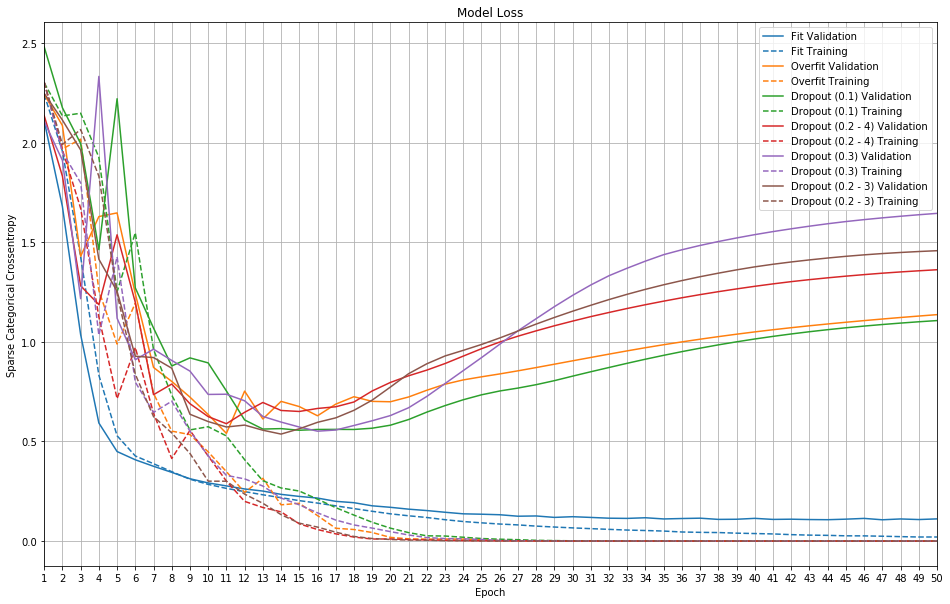 Model Loss
Sparse Categorical Crossentropy
2.5
2.0
1.5
1.0
0.5
0.0
Fit Validation
Fit Training
Overfit Validation
Overfit Training
Dropout (0.1) Validation
Dropout (0.1) Training
Dropout (0.2 - 4) Validation
Dropout (0.2 - 4) Training
Dropout (0.3) Validation
Dropout (0.3) Training
Dropout (0.2 - 3) Validation
Dropout (0.2 - 3) Training
1 2 3 4 5 6 7 8 9 10 11 12 13 14 15 16 17 18 19 20 21 22 23 24 25 26 27 28 29 30 31 32 33 34 35 36 37 38 39 40 41 42 43 44 45 46 47 48 49 50
Epoch